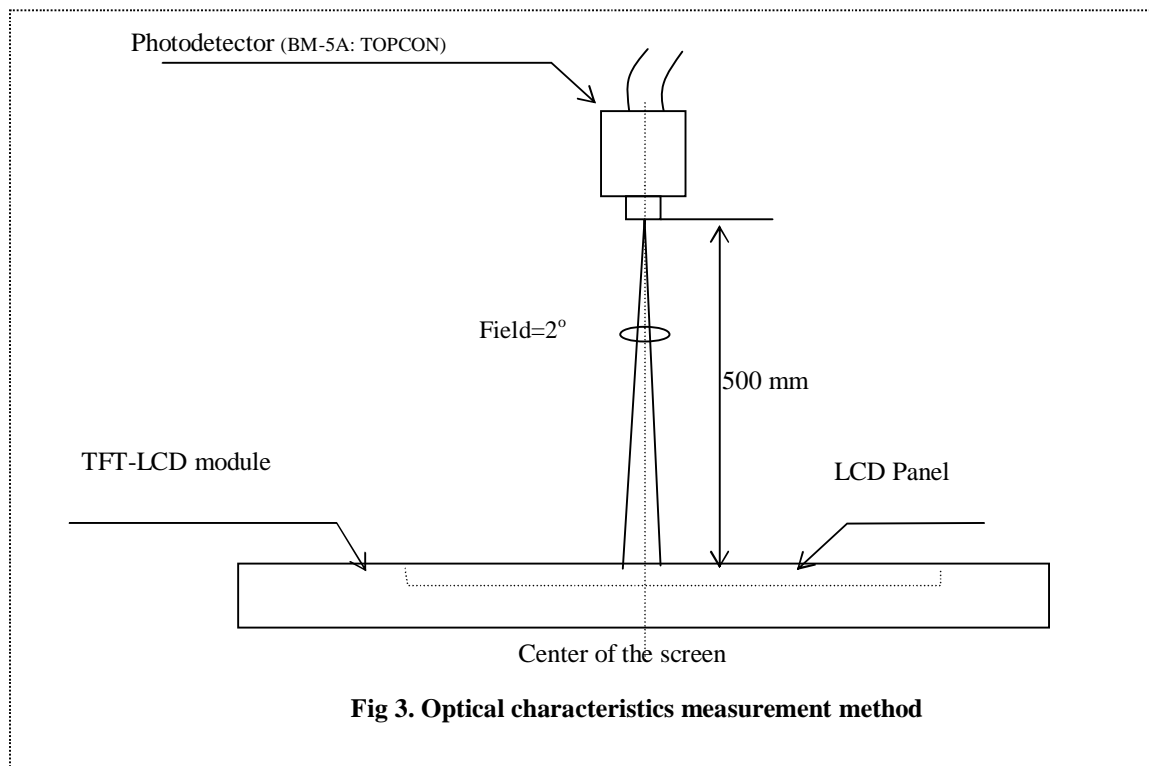 Photodetector (BM-5A: TOPCON)
Field=2°
500 mm
TFT-LCD module
LCD Panel
Center of the screen
Fig 3. Optical characteristics measurement method